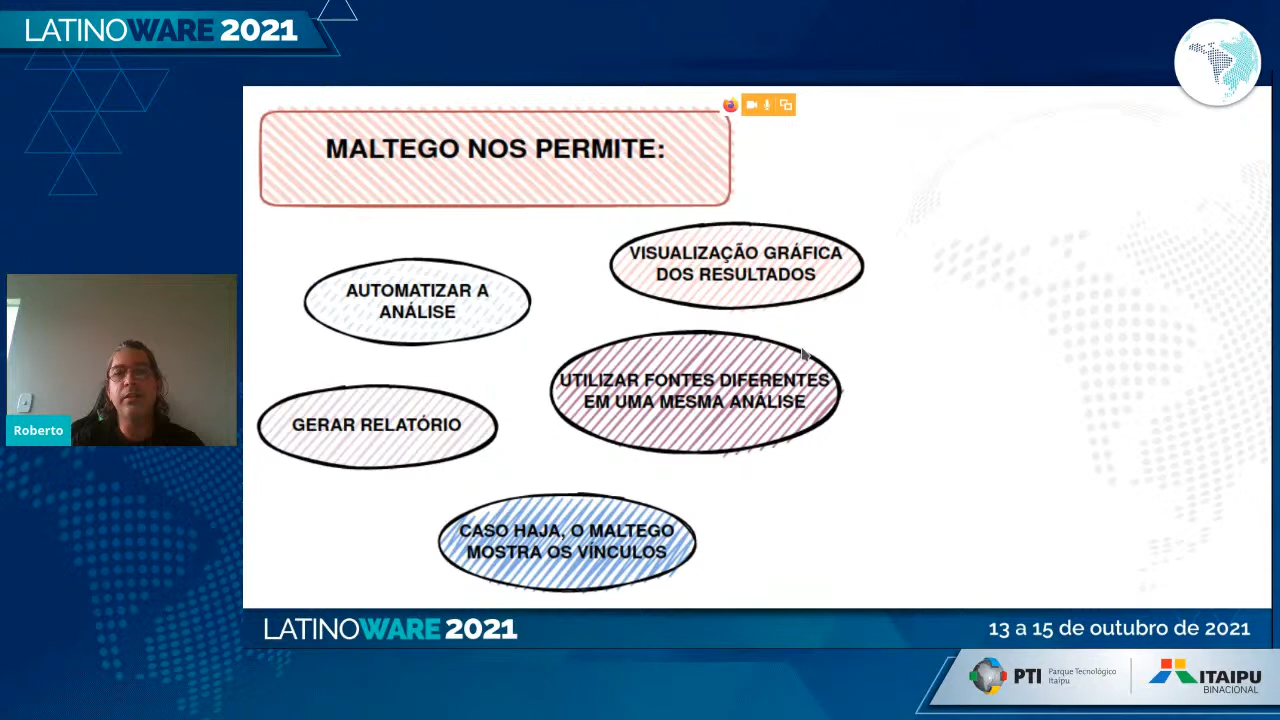 LATINOWARE 2021
MALTEGO NOS PERMITE:
VISUALIZAÇÃO GRÁFICA
DOS RESULTADOS
AUTOMATIZAR A
ANÁLISE
UTILIZAR FONTES DIFERENTES
EM UMA MESMA ANÁLISE
GERAR RELATÓRIO
Roberto
CASO HAJA, O MALTEGO
MOSTRA OS VÍNCULOS
LATINOWARE 2021
13 a 15 de outubro de 2021
PTI
Parque Tecnológico
Itaipu
ITAIPU
BINACIONAL